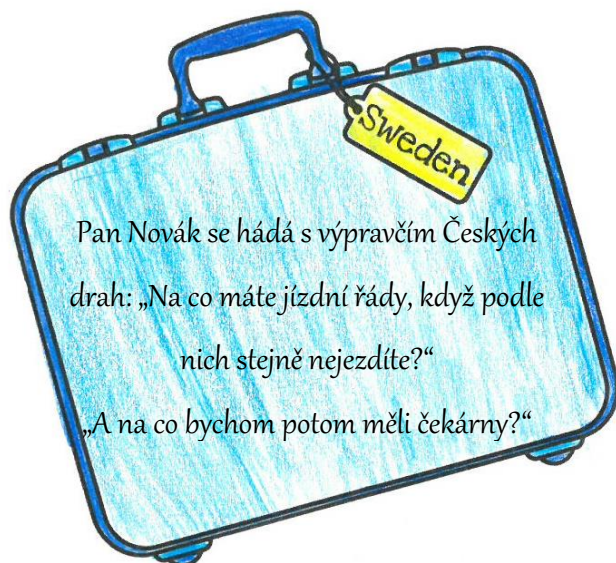 Sweden
Pan Novák se hádá s výpravčím Českých
drah: „Na co máte jízdní řády, když podle
nich stejně nejezdíte?“
„A na co bychom potom měli čekárny?“